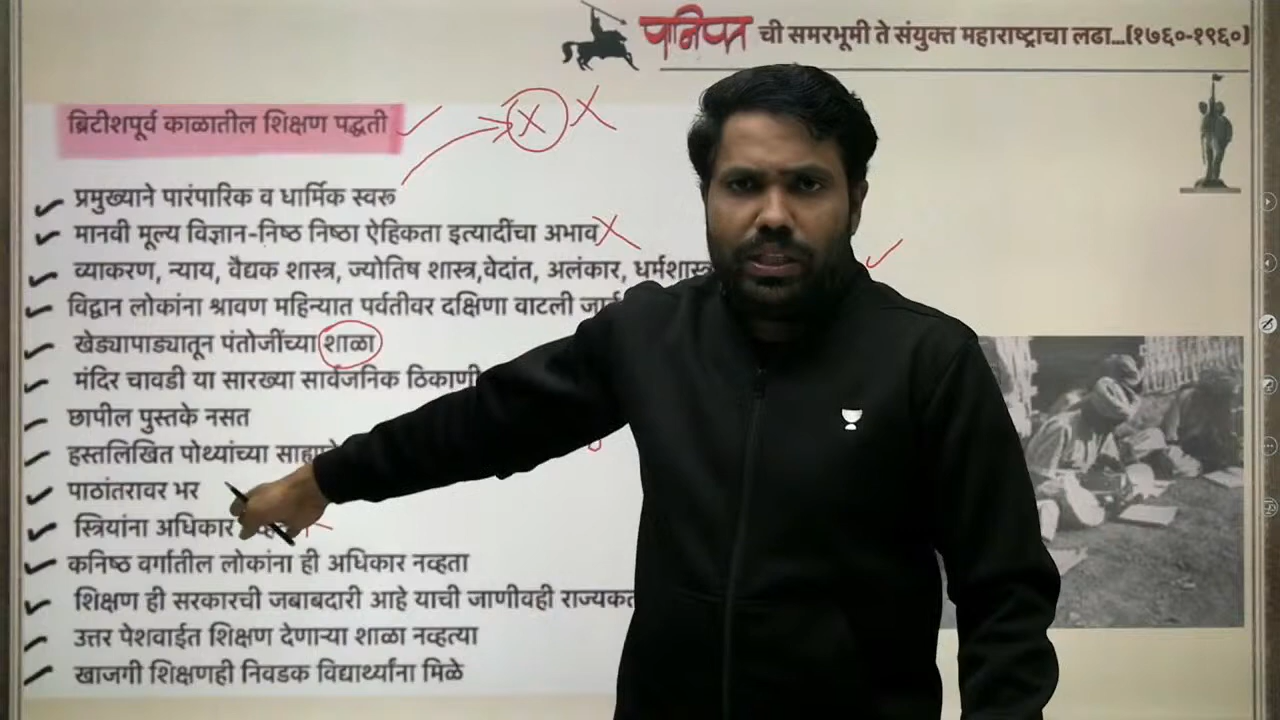 पानिपत ची समरभूमी ते संयुक्त महाराष्ट्राचा लढा...(१७६०-१९६०)
ब्रिटीशपूर्व काळातील शिक्षण पद्धती
प्रमुख्याने पारंपारिक व धार्मिक स्वरू
मानवी मूल्य विज्ञान-निष्ठ निष्ठा ऐहिकता इत्यादींचा अभाव
व्याकरण, न्याय, वैद्यक शास्त्र, ज्योतिष शास्त्र,वेदांत, अलंकार, धर्मशास्त्र
विद्वान लोकांना श्रावण महिन्यात पर्वतीवर दक्षिणा वाटली
खेड्यापाड्यातून पंतोजींच्या शाळा
मंदिर चावडी या सारख्या सार्वजनिक ठिकाणी
छापील पुस्तके नसत
हस्तलिखित पोथ्यांच्या
पाठांतरावर भर
स्त्रियांना अधिकार
कनिष्ठ वर्गातील लोकांना ही अधिकार नव्हता
शिक्षण ही सरकारची जबाबदारी आहे याची जाणीवही
उत्तर पेशवाईत शिक्षण देणाऱ्या शाळा नव्हत्या
खाजगी शिक्षणही निवडक विद्यार्थ्यांना मिळे